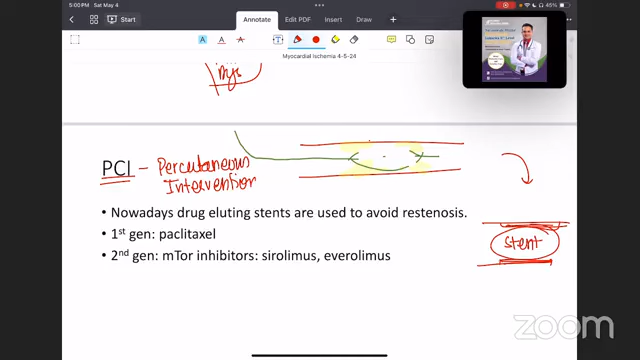 5:00 PM Sat May 4
45%
Start
Annotate
Edit PDF
Insert
Draw
Myocardial Ischemia 4-5-24
PCI - Percutaneous
Intervention
• Nowadays drug eluting stents are used to avoid restenosis.
• 1st gen: paclitaxel
• 2nd gen: mTor inhibitors: sirolimus, everolimus
Stent
zoom